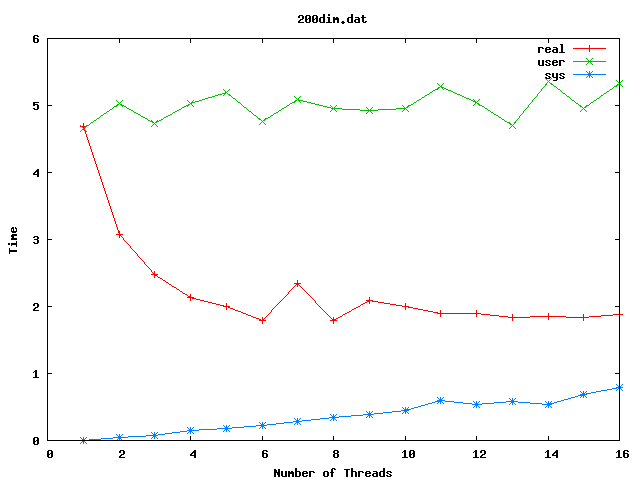 200dim.dat
6
real
user
sys
5
4
3
2
1
0
Time
0 2 4 6 8 10 12 14 16
Number of Threads